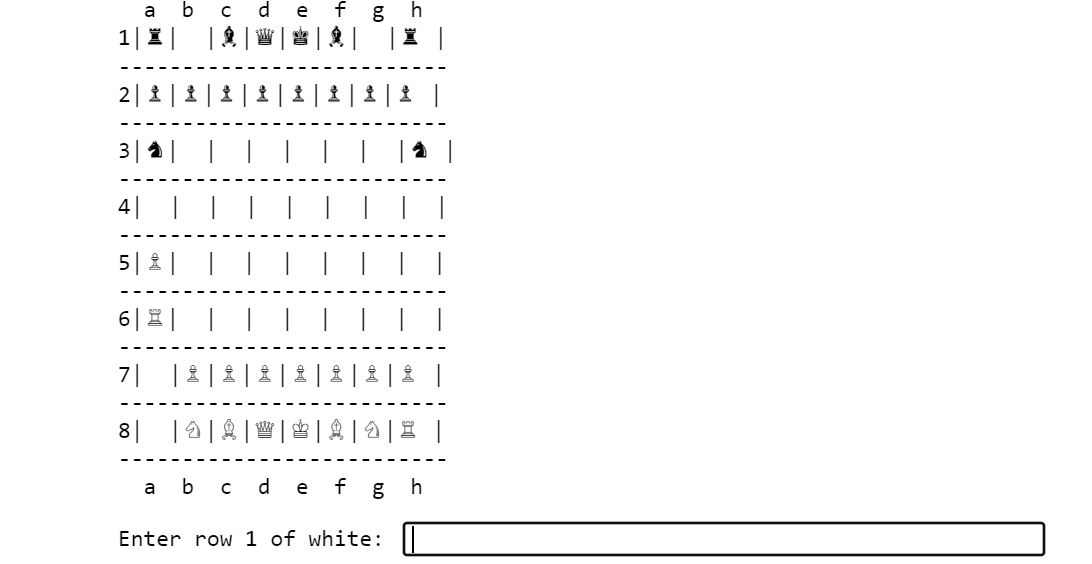 a b c d e f g h
1|♜| |♝|♛|♚|♝| |♜ |
--------------------------
2|♟|♟|♟|♟|♟|♟|♟|♟ |
--------------------------
3|♞| | | | | | |♞ |
--------------------------
4| | | | | | | | |
--------------------------
5|♙| | | | | | | |
--------------------------
6|♖| | | | | | | |
--------------------------
7| |♙|♙|♙|♙|♙|♙|♙ |
--------------------------
8| |♘|♗|♕|♔|♗|♘|♖ |
--------------------------
a b c d e f g h
Enter row 1 of white: